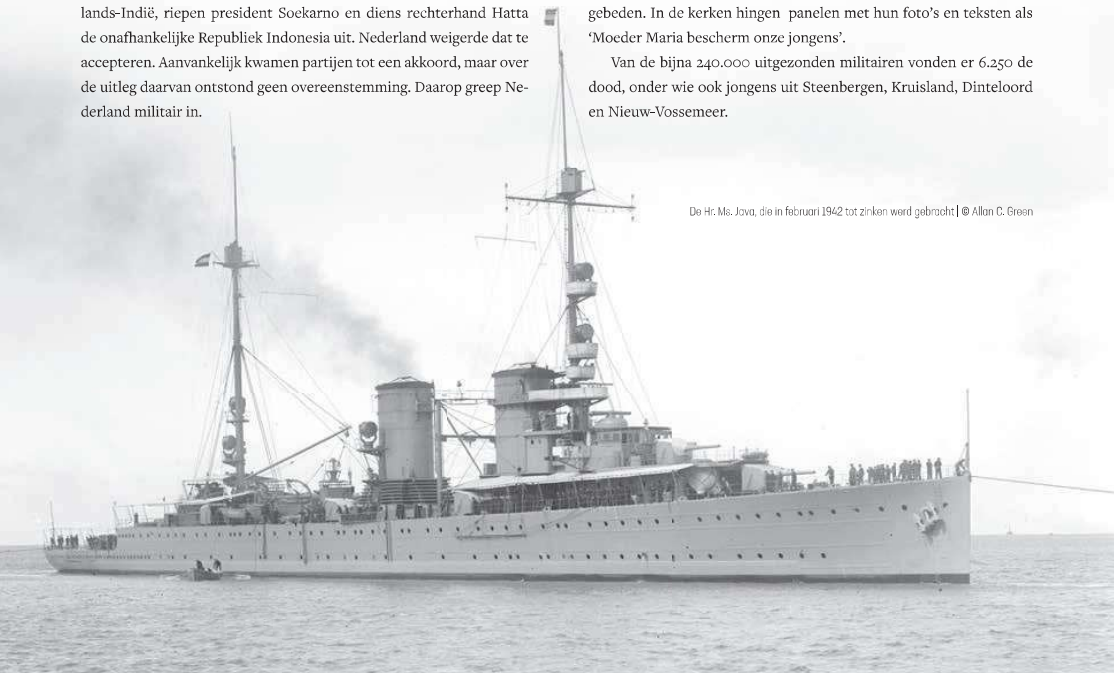 lands-Indië, riepen president Soekarno en diens rechterhand Hatta
de onafhankelijke Republiek Indonesia uit. Nederland weigerde dat te
accepteren. Aanvankelijk kwamen partijen tot een akkoord, maar over
de uitleg daarvan ontstond geen overeenstemming. Daarop greep Ne-
derland militair in.
gebeden. In de kerken hingen panelen met hun foto's en teksten als
'Moeder Maria bescherm onze jongens'.
Van de bijna 240.000 uitgezonden militairen vonden er 6.250 de
dood, onder wie ook jongens uit Steenbergen, Kruisland, Dinteloord
en Nieuw-Vossemeer.
De Hr. Ms. Java, die in februari 1942 tot zinken werd gebracht | © Allan C. Green